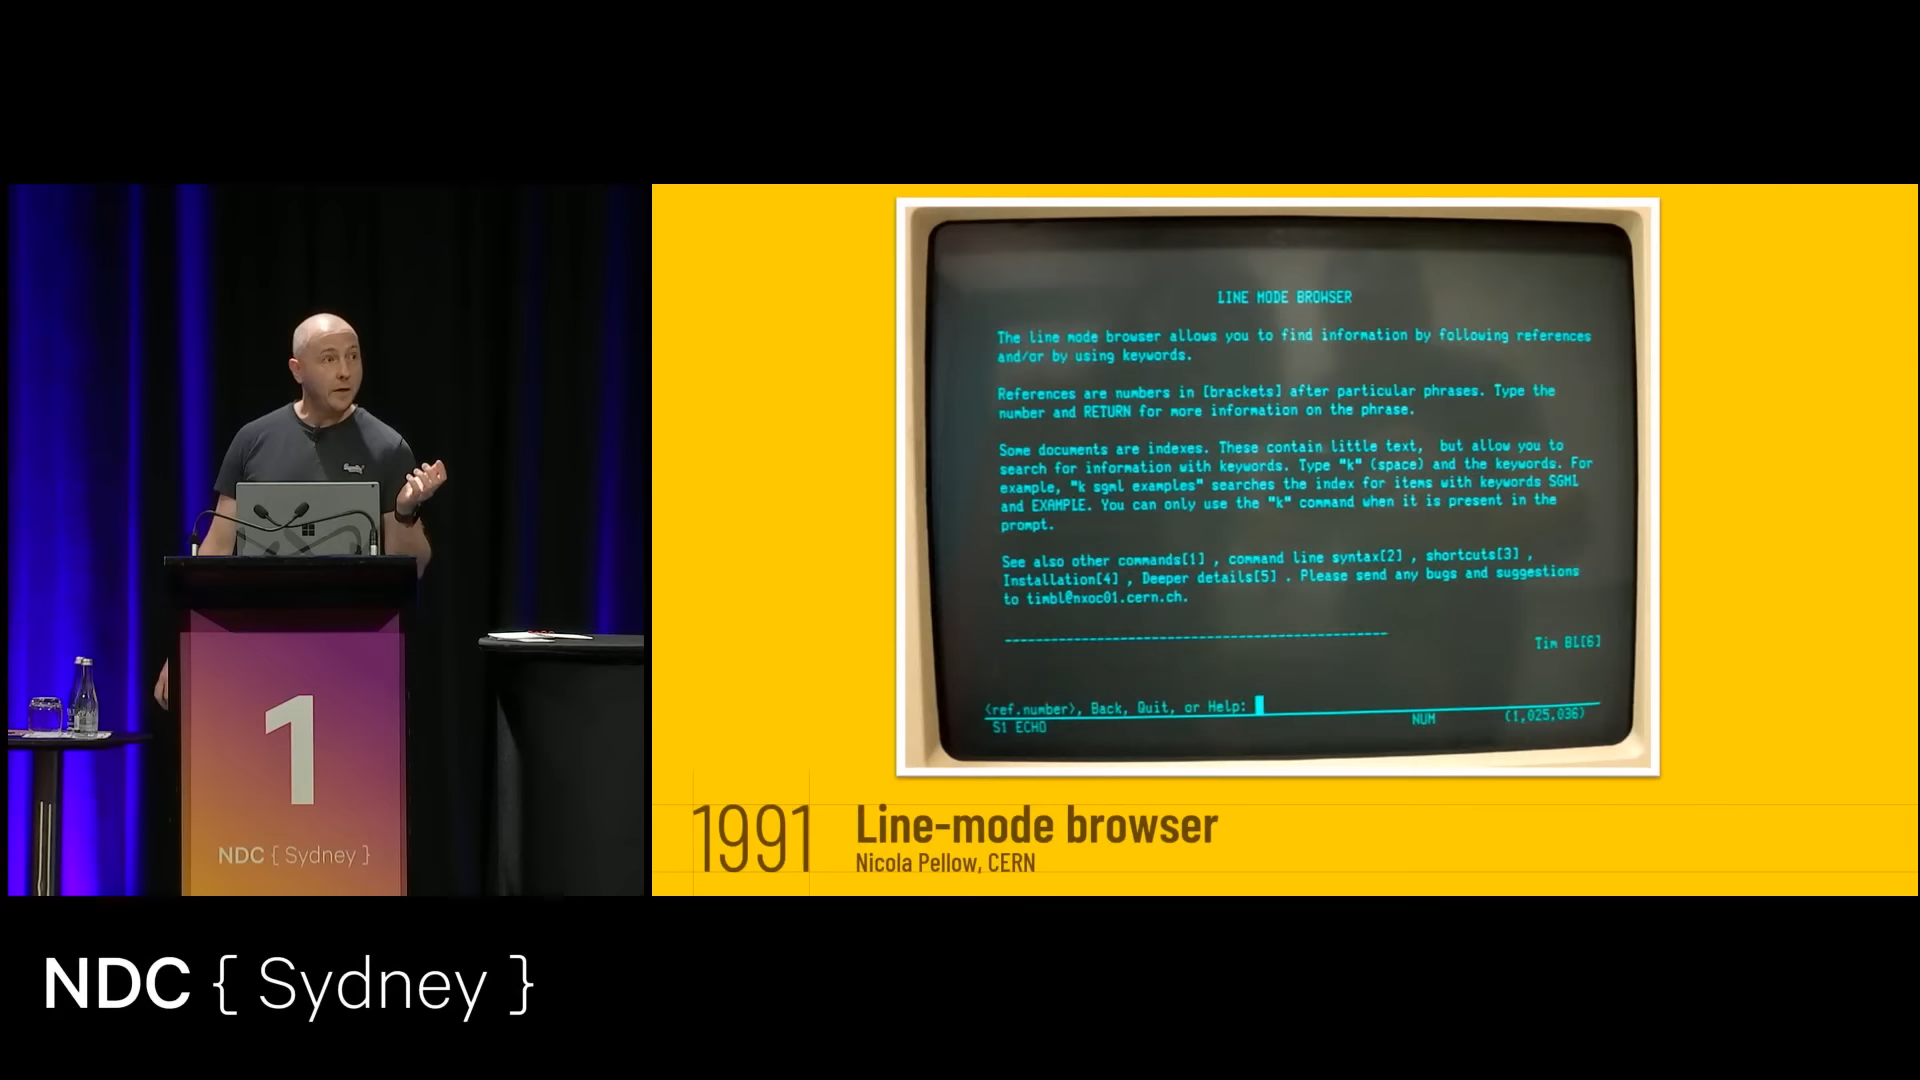 LINE MODE BROWSER
The line mode browser allows you to find information by following references
and/or by using keywords.
References are numbers in [brackets] after particular phrases. Type the
number and RETURN for more information on the phrase.
Some documents are indexes. These contain little text, but allow you to
search for information with keywords. Type "k" (space) and the keywords. For
example, "k sgml examples" searches the index for items with keywords SGML
and EXAMPLE. You can only use the "k" command when it is present in the
prompt.
See also other commands[1] , command line syntax[2] , shortcuts[3] ,
Installation[4] , Deeper details[5] . Please send any bugs and suggestions
to timbl@nxoc01.cern.ch.
Tim BL[6]
<ref.number>, Back, Quit, or Help:
S1 ECHO NUM (1,025,036)
1991 Line-mode browser
Nicola Pellow, CERN
1
NDC { Sydney }
NDC { Sydney }